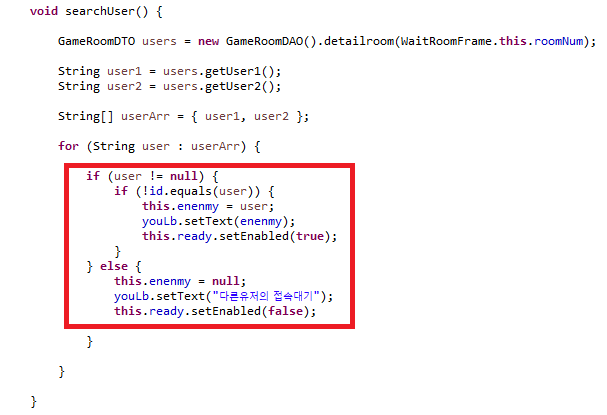 void searchUser() {
GameRoomDTO users = new GameRoomDAO().detailroom(WaitRoomFrame.this.roomNum);
String user1 = users.getUser1();
String user2 = users.getUser2();
String[] userArr = { user1, user2 };
for (String user : userArr) {
if (user != null) {
if (!id.equals(user)) {
this.enenmy = user;
youLb.setText(enenmy);
this.ready.setEnabled(true);
}
} else {
this.enenmy = null;
youLb.setText("다른유저의 접속대기");
this.ready.setEnabled(false);
}
}
}